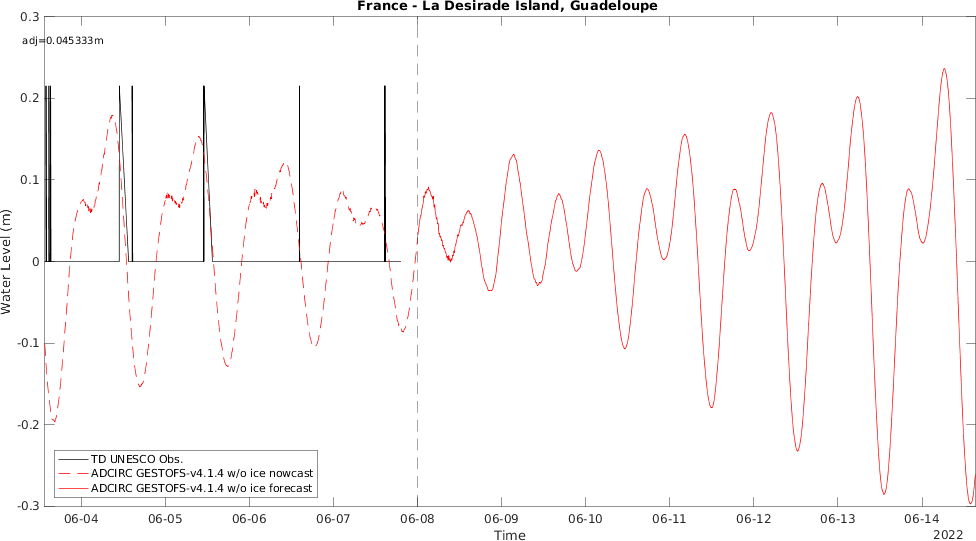 France - La Desirade Island, Guadeloupe
adj=0.045333m
0.3
0.2
0.1
0
-0.1
-0.2
-0.3
Water Level (m)
TD UNESCO Obs.
ADCIRC GESTOFS-v4.1.4 w/o ice nowcast
ADCIRC GESTOFS-v4.1.4 w/o ice forecast
06-04 06-05 06-06 06-07 06-08 06-09 06-10 06-11 06-12 06-13 06-14
Time
2022